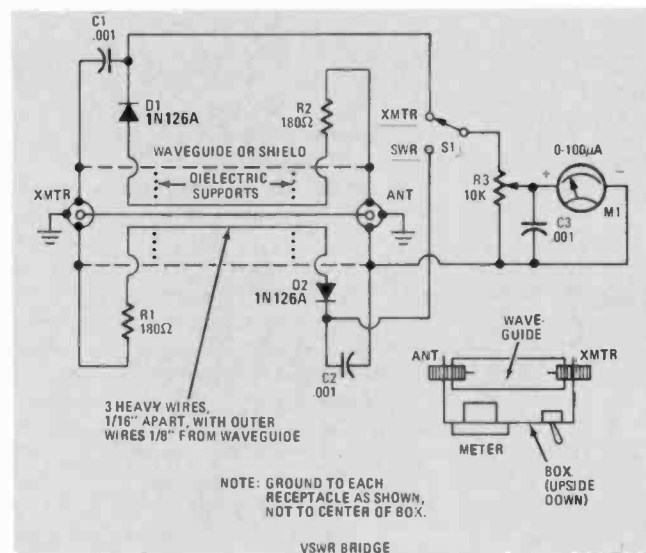 C1
.001
D1
1N126A
R2
180Ω
WAVEGUIDE OR SHIELD
DIELECTRIC
SUPPORTS
XMTR
ANT
XMTR
SWR
S1
R3
10K
0-100µA
+
-
M1
C3
.001
D2
1N126A
R1
180Ω
C2
.001
3 HEAVY WIRES,
1/16" APART, WITH OUTER
WIRES 1/8" FROM WAVEGUIDE
WAVE-
GUIDE
ANT
XMTR
METER
BOX
(UPSIDE
DOWN)
NOTE: GROUND TO EACH
RECEPTACLE AS SHOWN,
NOT TO CENTER OF BOX.
VSWR BRIDGE